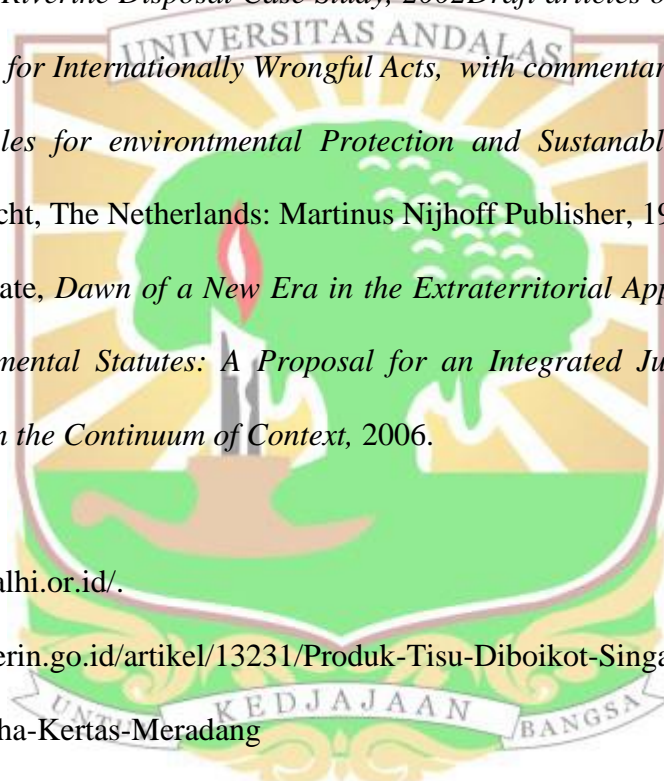 Riverine Disposal Case Study, 2002Draft articles o
UNIVERSITAS ANDALAS
for Internationally Wrongful Acts, with commentar
les for environtmental Protection and Sustanabl
cht, The Netherlands: Martinus Nijhoff Publisher, 19
ate, Dawn of a New Era in the Extraterritorial App
mental Statutes: A Proposal for an Integrated Ju
n the Continuum of Context, 2006.
alhi.or.id/.
erin.go.id/artikel/13231/Produk-Tisu-Diboikot-Singa
UNTUK KEDJAJAAN BANGSA
ha-Kertas-Meradang